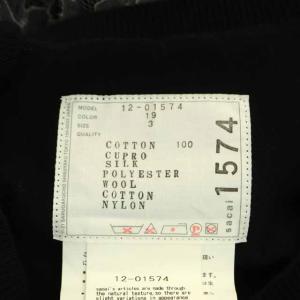 MODEL 12-01574
COLOR 19
SIZE 3
QUALITY
COTTON 100
CUPRO
SILK
POLYESTER
WOOL
COTTON
NYLON
sacai 1574
12-01574
sacai's articles are made through
the natural texture, so there are
slight variations in appearance